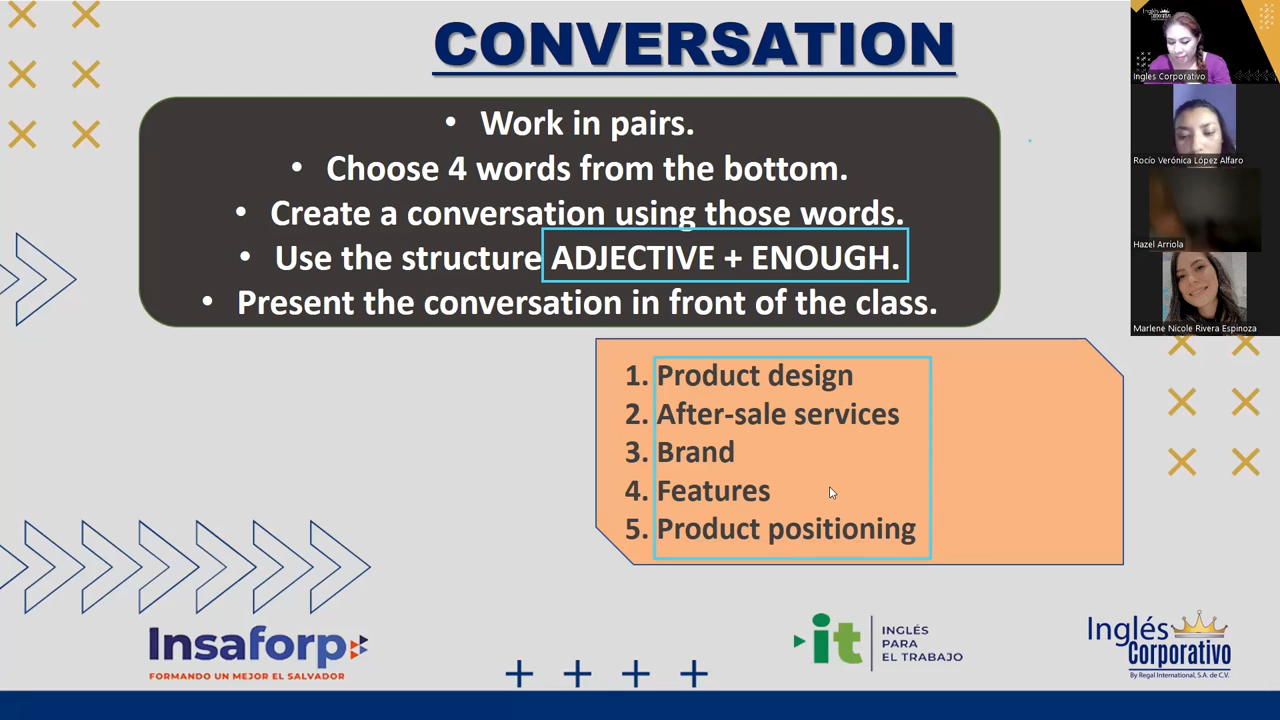 CONVERSATION
• Work in pairs.
• Choose 4 words from the bottom.
• Create a conversation using those words.
• Use the structure ADJECTIVE + ENOUGH.
• Present the conversation in front of the class.
1. Product design
2. After-sale services
3. Brand
4. Features
5. Product positioning
Inglés Corporativo
Ingles Corporativo
Rocío Verónica López Alfaro
Hazel Arriola
Marlene Nicole Rivera Espinoza
Insaforp
FORMANDO UN MEJOR EL SALVADOR
it
INGLÉS
PARA
EL TRABAJO
Inglés
Corporativo
By Regal International, S.A. de C.V.